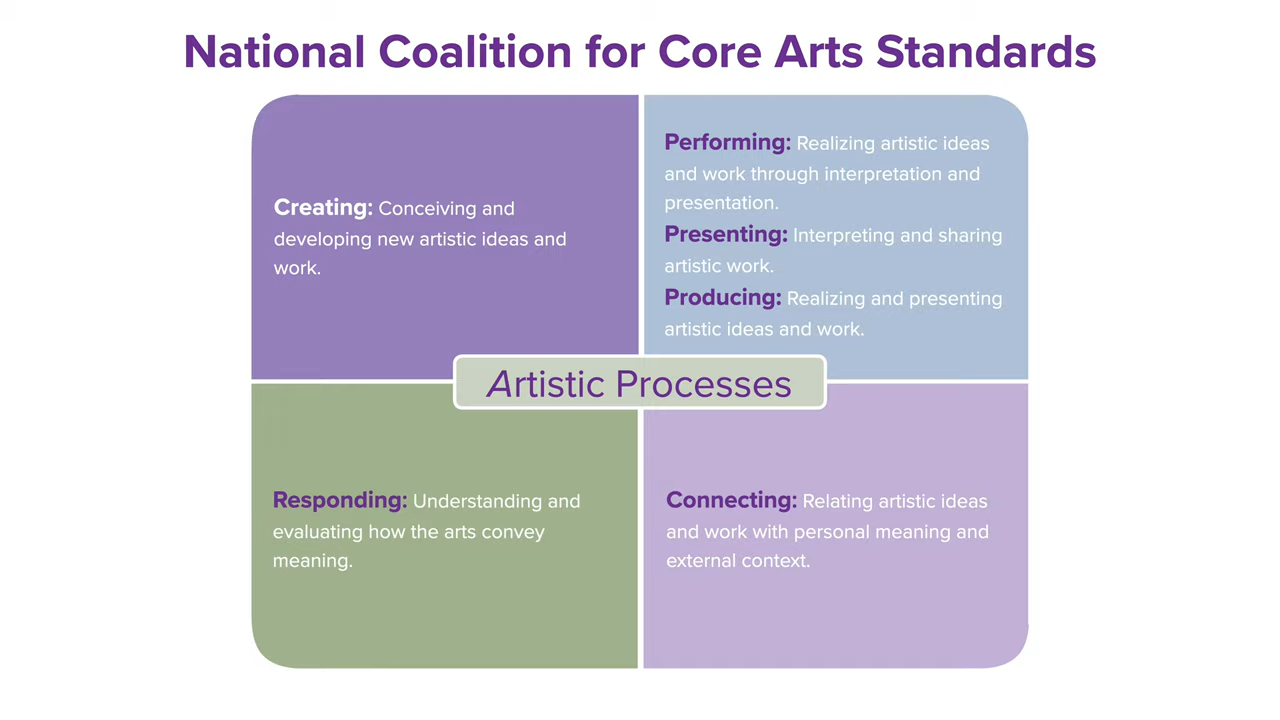 National Coalition for Core Arts Standards
Creating: Conceiving and
developing new artistic ideas and
work.
Performing: Realizing artistic ideas
and work through interpretation and
presentation.
Presenting: Interpreting and sharing
artistic work.
Producing: Realizing and presenting
artistic ideas and work.
Artistic Processes
Responding: Understanding and
evaluating how the arts convey
meaning.
Connecting: Relating artistic ideas
and work with personal meaning and
external context.